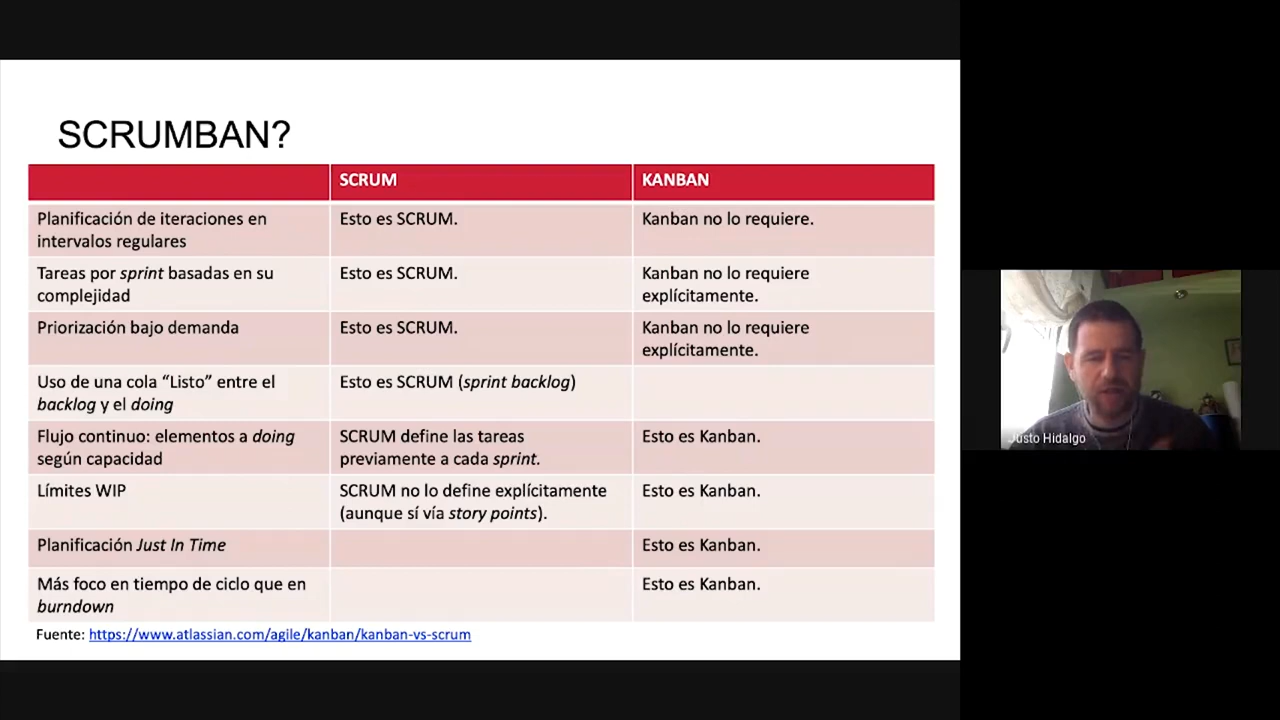 SCRUMBAN?
SCRUM
KANBAN
Planificación de iteraciones en
intervalos regulares
Esto es SCRUM.
Kanban no lo requiere.
Tareas por sprint basadas en su
complejidad
Esto es SCRUM.
Kanban no lo requiere
explícitamente.
Priorización bajo demanda
Esto es SCRUM.
Kanban no lo requiere
explícitamente.
Uso de una cola “Listo” entre el
backlog y el doing
Esto es SCRUM (sprint backlog)
Flujo continuo: elementos a doing
según capacidad
SCRUM define las tareas
previamente a cada sprint.
Esto es Kanban.
Límites WIP
SCRUM no lo define explícitamente
(aunque sí vía story points).
Esto es Kanban.
Planificación Just In Time
Esto es Kanban.
Más foco en tiempo de ciclo que en
burndown
Esto es Kanban.
Fuente: https://www.atlassian.com/agile/kanban/kanban-vs-scrum
Justo Hidalgo